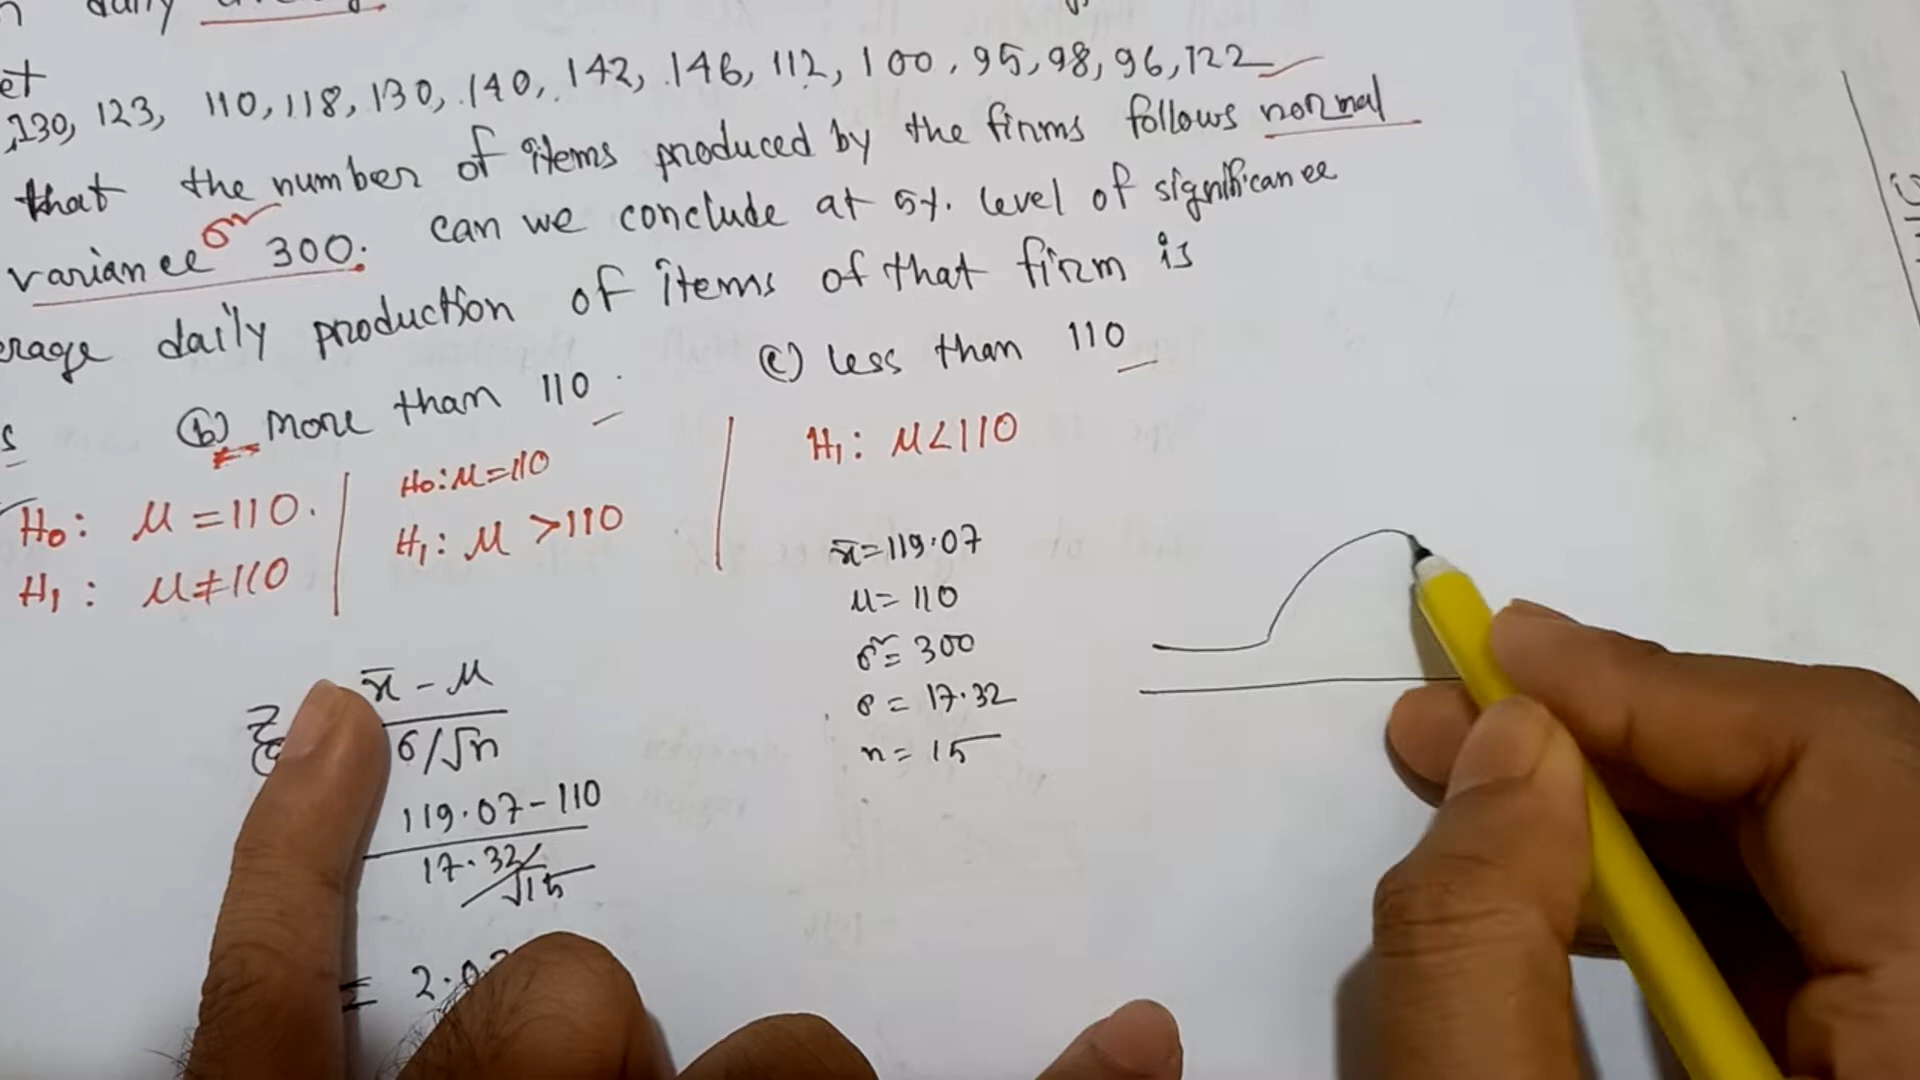 daily
et
,130, 123, 110, 118, 130, 140, 142, 146, 112, 100, 95, 98, 96, 122
that the number of items produced by the firms follows normal
variance σ² 300. can we conclude at 5%. level of significance
erage daily production of items of that firm is
s (b) more than 110. (c) less than 110
H₀: μ = 110.
H₁: μ ≠ 110
H₀: μ = 110
H₁: μ > 110
H₁: μ < 110
x̄ = 119.07
μ = 110
σ² = 300
σ = 17.32
n = 15
Z x̄ - μ
σ/√n
119.07 - 110
17.32/√15
= 2.0